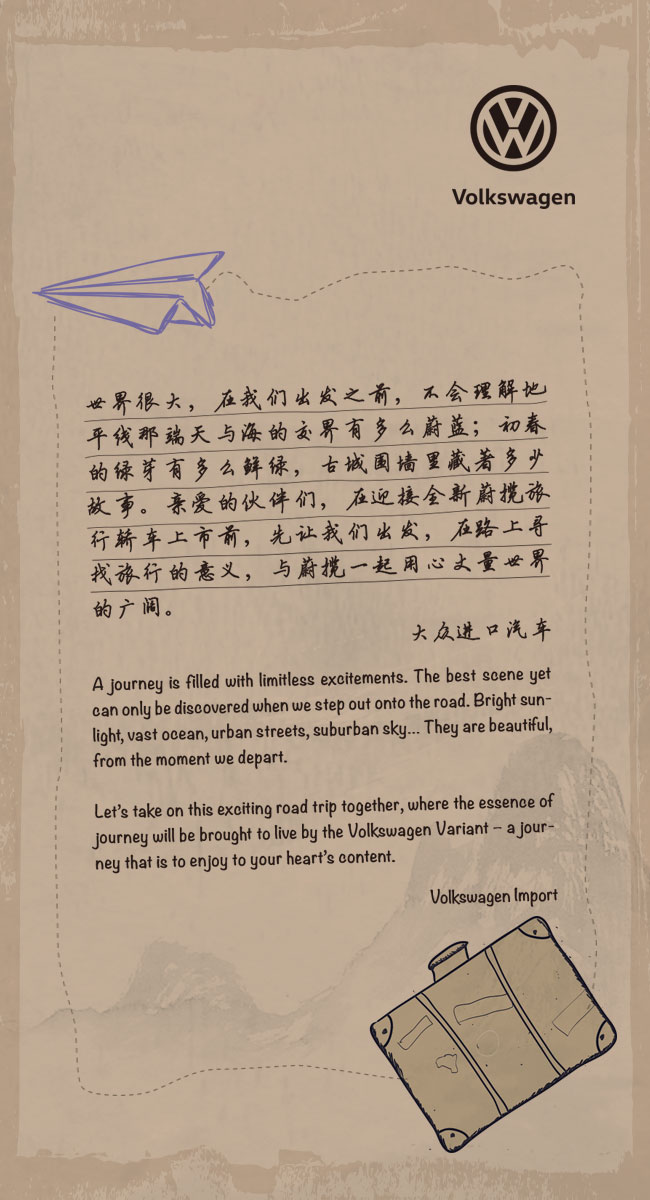 Volkswagen
世界很大，在我们出发之前，不会理解地
平线那端天与海的交界有多么蔚蓝；初春
的绿芽有多么鲜绿，古城围墙里藏着多少
故事。亲爱的伙伴们，在迎接全新蔚揽旅
行轿车上市前，先让我们出发，在路上寻
找旅行的意义，与蔚揽一起用心丈量世界
的广阔。
大众进口汽车
A journey is filled with limitless excitements. The best scene yet
can only be discovered when we step out onto the road. Bright sun-
light, vast ocean, urban streets, suburban sky... They are beautiful,
from the moment we depart.
Let's take on this exciting road trip together, where the essence of
journey will be brought to live by the Volkswagen Variant – a jour-
ney that is to enjoy to your heart's content.
Volkswagen Import